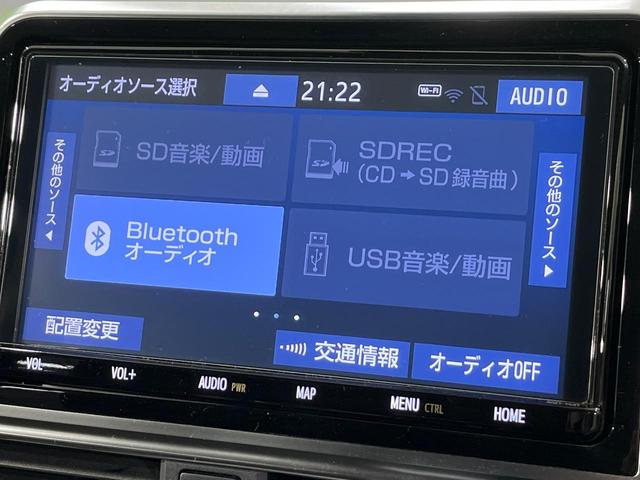 オーディオソース選択
21:22
Wi-Fi
AUDIO
その他のソース◀
SD
SD音楽/動画
SD
SDREC
(CD➡SD録音曲)
その他のソース▶
Bluetooth
オーディオ
USB音楽/動画
配置変更
交通情報
オーディオOFF
VOL-
VOL+
AUDIO PWR
MAP
MENU CTRL
HOME